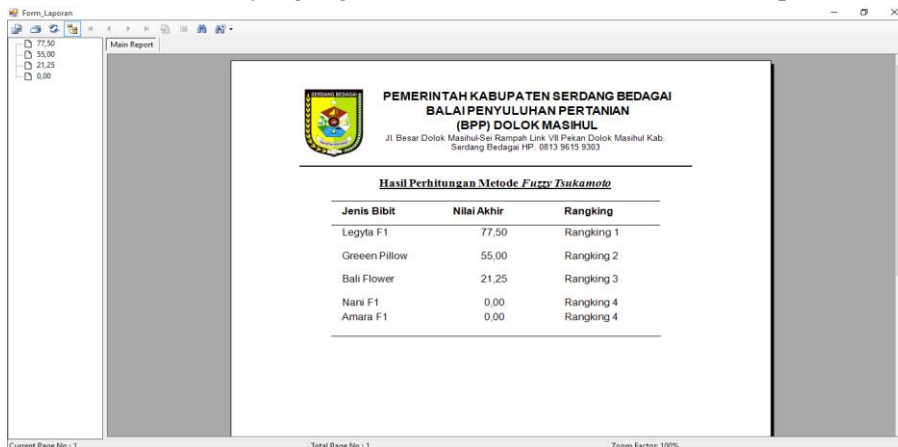 Form_Laporan
77,50
55,00
21,25
0,00
Main Report
SERDANG BEDAGAI
PEMERINTAH KABUPATEN SERDANG BEDAGAI
BALAI PENYULUHAN PERTANIAN
(BPP) DOLOK MASIHUL
Jl. Besar Dolok Masihul-Sei Rampah Link VII Pekan Dolok Masihul Kab.
Serdang Bedagai HP. 0813 9615 9303
Hasil Perhitungan Metode Fuzzy Tsukamoto
Jenis Bibit Nilai Akhir Rangking
Legyta F1 77,50 Rangking 1
Greeen Pillow 55,00 Rangking 2
Bali Flower 21,25 Rangking 3
Nani F1 0,00 Rangking 4
Amara F1 0,00 Rangking 4
Current Page No.: 1 Total Page No.: 1 Zoom Factor: 100%